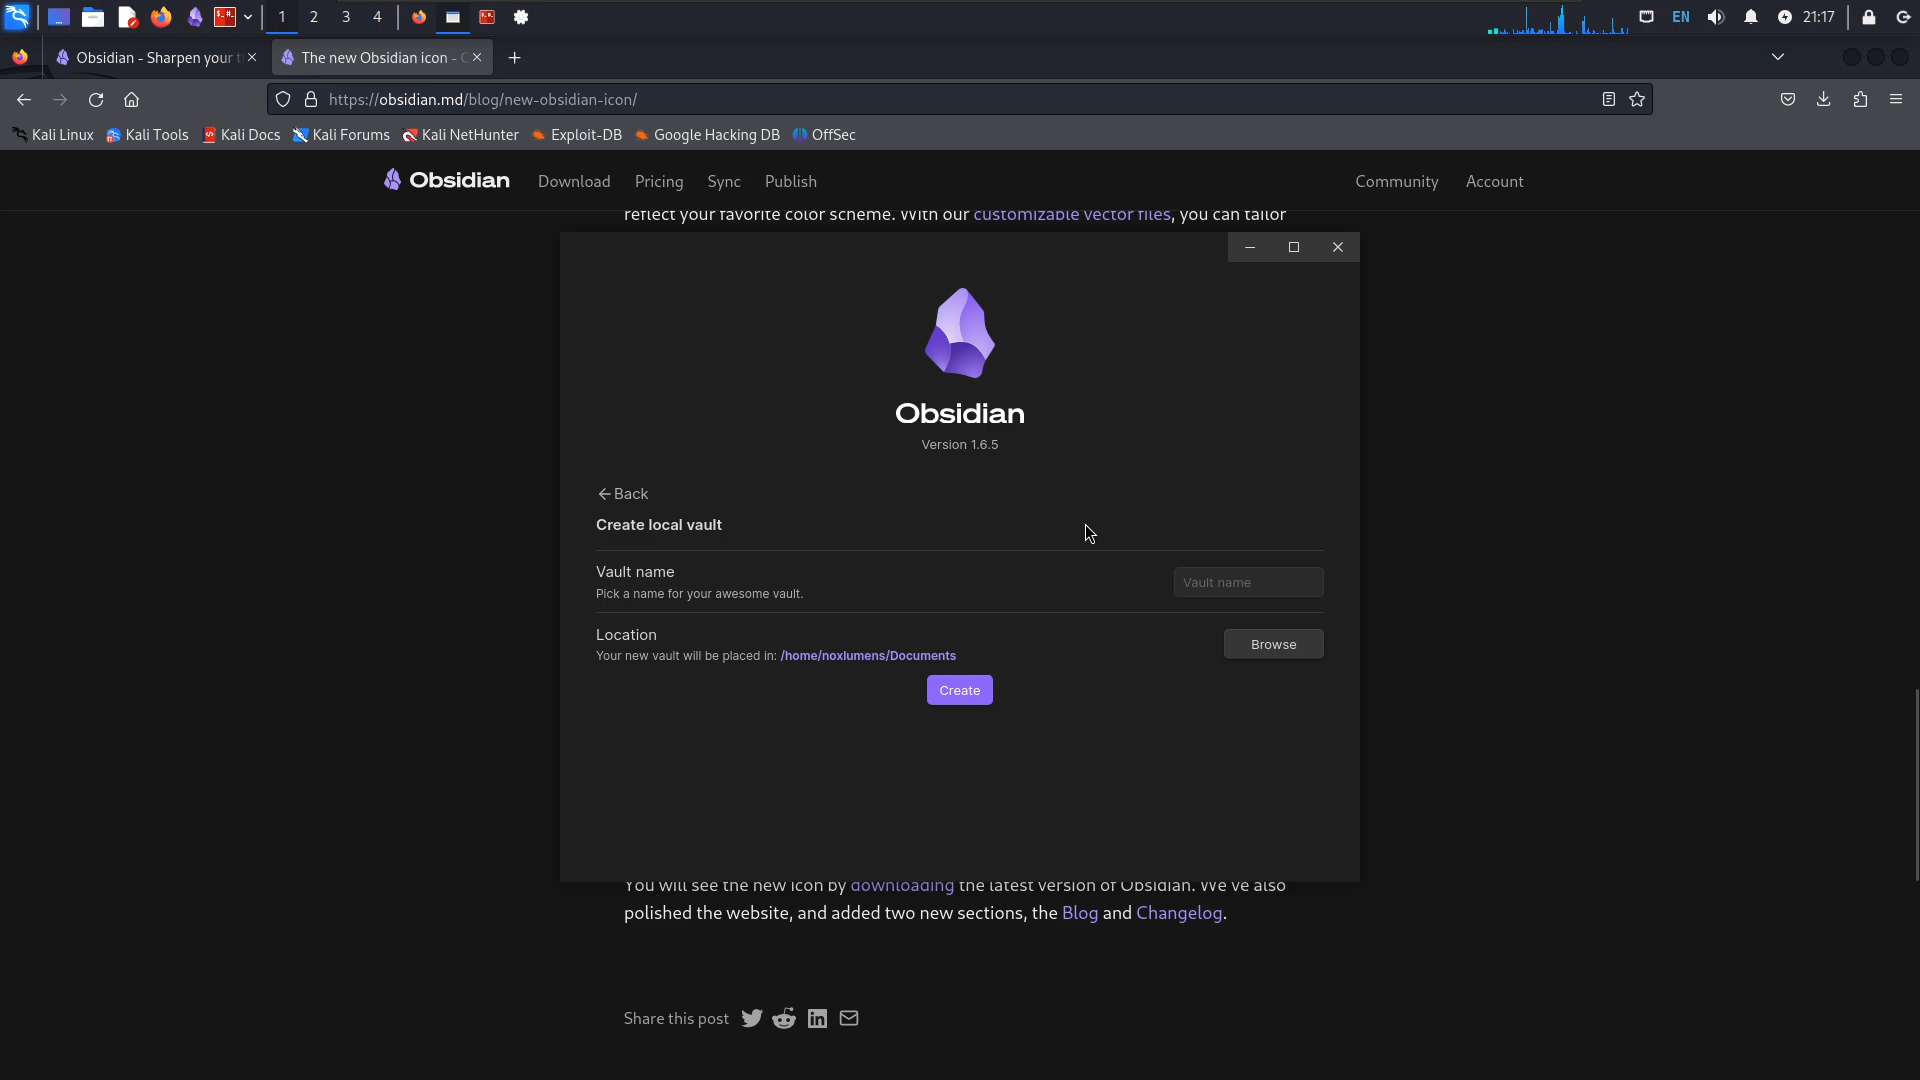 1 2 3 4 EN 21:17
Obsidian - Sharpen your t
The new Obsidian icon -
https://obsidian.md/blog/new-obsidian-icon/
Kali Linux Kali Tools Kali Docs Kali Forums Kali NetHunter Exploit-DB Google Hacking DB OffSec
Obsidian Download Pricing Sync Publish Community Account
reflect your favorite color scheme. With our customizable vector files, you can tailor
Obsidian
Version 1.6.5
Back
Create local vault
Vault name
Vault name
Pick a name for your awesome vault.
Location
Your new vault will be placed in: /home/noxlumens/Documents
Browse
Create
You will see the new icon by downloading the latest version of Obsidian. We've also
polished the website, and added two new sections, the Blog and Changelog.
Share this post